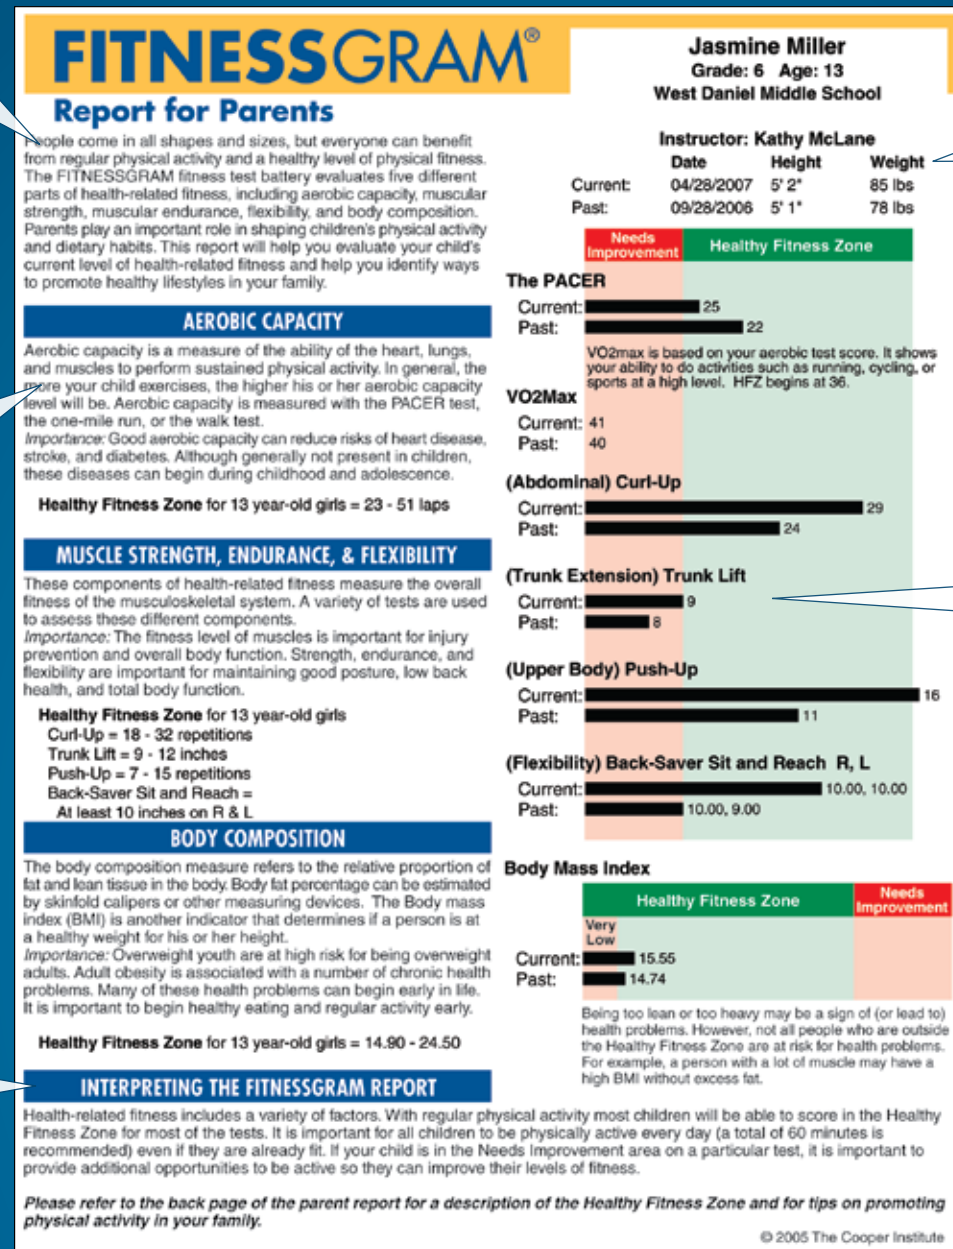 FITNESSGRAM®
Report for Parents
People come in all shapes and sizes, but everyone can benefit
from regular physical activity and a healthy level of physical fitness.
The FITNESSGRAM fitness test battery evaluates five different
parts of health-related fitness, including aerobic capacity, muscular
strength, muscular endurance, flexibility, and body composition.
Parents play an important role in shaping children's physical activity
and dietary habits. This report will help you evaluate your child's
current level of health-related fitness and help you identify ways
to promote healthy lifestyles in your family.
AEROBIC CAPACITY
Aerobic capacity is a measure of the ability of the heart, lungs,
and muscles to perform sustained physical activity. In general, the
more your child exercises, the higher his or her aerobic capacity
level will be. Aerobic capacity is measured with the PACER test,
the one-mile run, or the walk test.
Importance: Good aerobic capacity can reduce risks of heart disease,
stroke, and diabetes. Although generally not present in children,
these diseases can begin during childhood and adolescence.
Healthy Fitness Zone for 13 year-old girls = 23 - 51 laps
MUSCLE STRENGTH, ENDURANCE, & FLEXIBILITY
These components of health-related fitness measure the overall
fitness of the musculoskeletal system. A variety of tests are used
to assess these different components.
Importance: The fitness level of muscles is important for injury
prevention and overall body function. Strength, endurance, and
flexibility are important for maintaining good posture, low back
health, and total body function.
Healthy Fitness Zone for 13 year-old girls
Curl-Up = 18 - 32 repetitions
Trunk Lift = 9 - 12 inches
Push-Up = 7 - 15 repetitions
Back-Saver Sit and Reach =
At least 10 inches on R & L
BODY COMPOSITION
The body composition measure refers to the relative proportion of
fat and lean tissue in the body. Body fat percentage can be estimated
by skinfold calipers or other measuring devices. The Body mass
index (BMI) is another indicator that determines if a person is at
a healthy weight for his or her height.
Importance: Overweight youth are at high risk for being overweight
adults. Adult obesity is associated with a number of chronic health
problems. Many of these health problems can begin early in life.
It is important to begin healthy eating and regular activity early.
Healthy Fitness Zone for 13 year-old girls = 14.90 - 24.50
Jasmine Miller
Grade: 6 Age: 13
West Daniel Middle School
Instructor: Kathy McLane
Date Height Weight
Current: 04/28/2007 5' 2" 85 lbs
Past: 09/28/2006 5' 1" 78 lbs
Needs
Improvement
Healthy Fitness Zone
The PACER
Current: 25
Past: 22
VO2max is based on your aerobic test score. It shows
your ability to do activities such as running, cycling, or
sports at a high level. HFZ begins at 36.
VO2Max
Current: 41
Past: 40
(Abdominal) Curl-Up
Current: 29
Past: 24
(Trunk Extension) Trunk Lift
Current: 9
Past: 8
(Upper Body) Push-Up
Current: 16
Past: 11
(Flexibility) Back-Saver Sit and Reach R, L
Current: 10.00, 10.00
Past: 10.00, 9.00
Body Mass Index
Healthy Fitness Zone
Needs
Improvement
Very
Low
Current: 15.55
Past: 14.74
Being too lean or too heavy may be a sign of (or lead to)
health problems. However, not all people who are outside
the Healthy Fitness Zone are at risk for health problems.
For example, a person with a lot of muscle may have a
high BMI without excess fat.
INTERPRETING THE FITNESSGRAM REPORT
Health-related fitness includes a variety of factors. With regular physical activity most children will be able to score in the Healthy
Fitness Zone for most of the tests. It is important for all children to be physically active every day (a total of 60 minutes is
recommended) even if they are already fit. If your child is in the Needs Improvement area on a particular test, it is important to
provide additional opportunities to be active so they can improve their levels of fitness.
Please refer to the back page of the parent report for a description of the Healthy Fitness Zone and for tips on promoting
physical activity in your family.
© 2005 The Cooper Institute